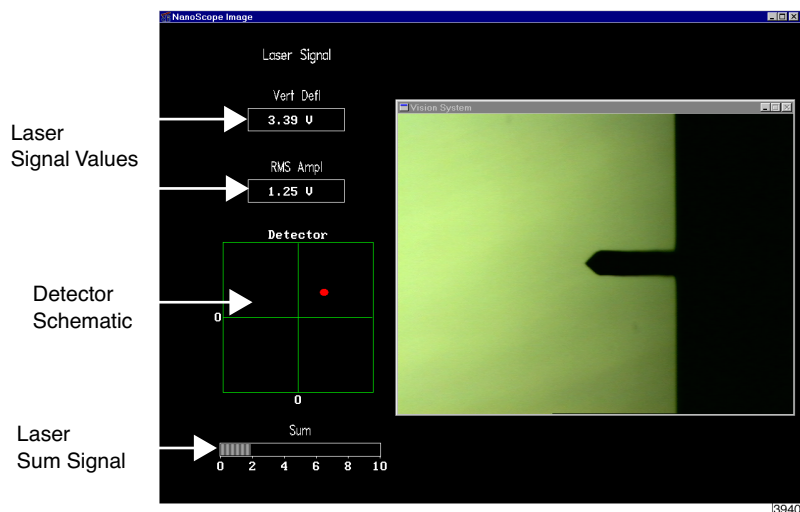 NanoScope Image
Laser Signal
Vert Defl
3.39 V
Laser
Signal Values
RMS Ampl
1.25 V
Vision System
Detector
Detector
Schematic
0
0
Laser
Sum Signal
Sum
0 2 4 6 8 10
3940